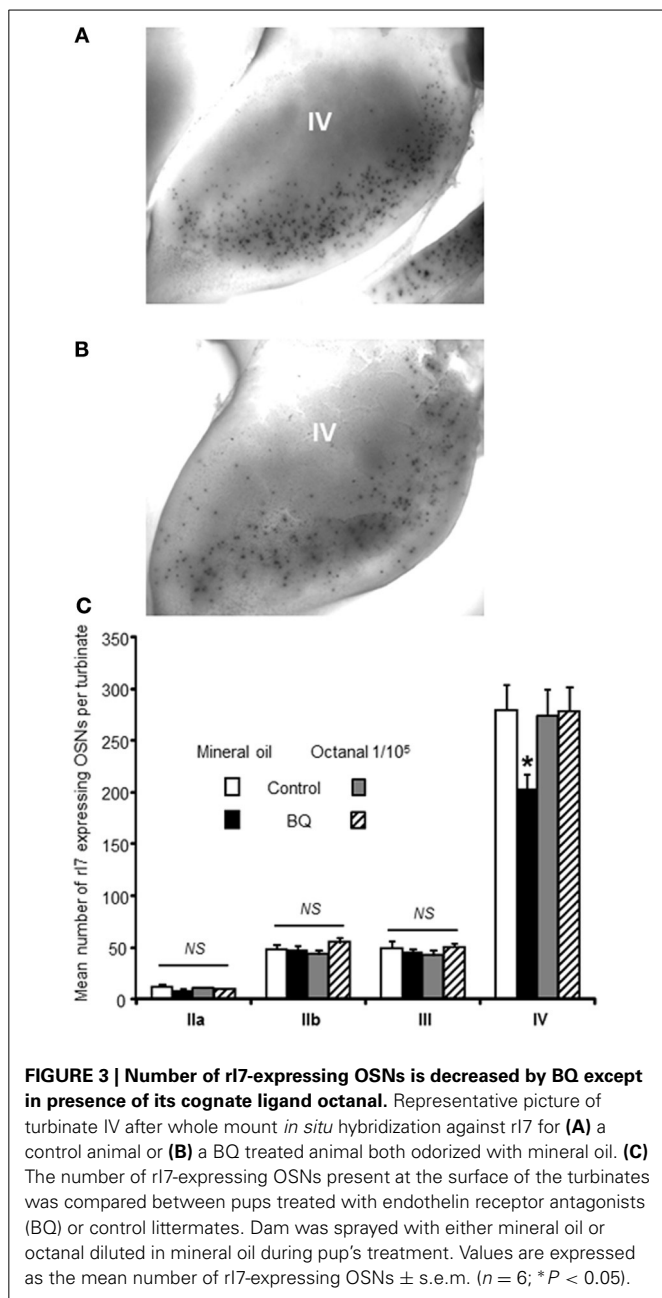 A
IV
B
IV
C
Mean number of rI7 expressing OSNs per turbinate
350
300
250
200
150
100
50
0
Mineral oil Octanal 1/10⁵
Control
BQ
*
NS
NS
NS
IIa IIb III IV
FIGURE 3 | Number of rI7-expressing OSNs is decreased by BQ except
in presence of its cognate ligand octanal. Representative picture of
turbinate IV after whole mount in situ hybridization against rI7 for (A) a
control animal or (B) a BQ treated animal both odorized with mineral oil. (C)
The number of rI7-expressing OSNs present at the surface of the turbinates
was compared between pups treated with endothelin receptor antagonists
(BQ) or control littermates. Dam was sprayed with either mineral oil or
octanal diluted in mineral oil during pup's treatment. Values are expressed
as the mean number of rI7-expressing OSNs ± s.e.m. (n = 6; *P < 0.05).